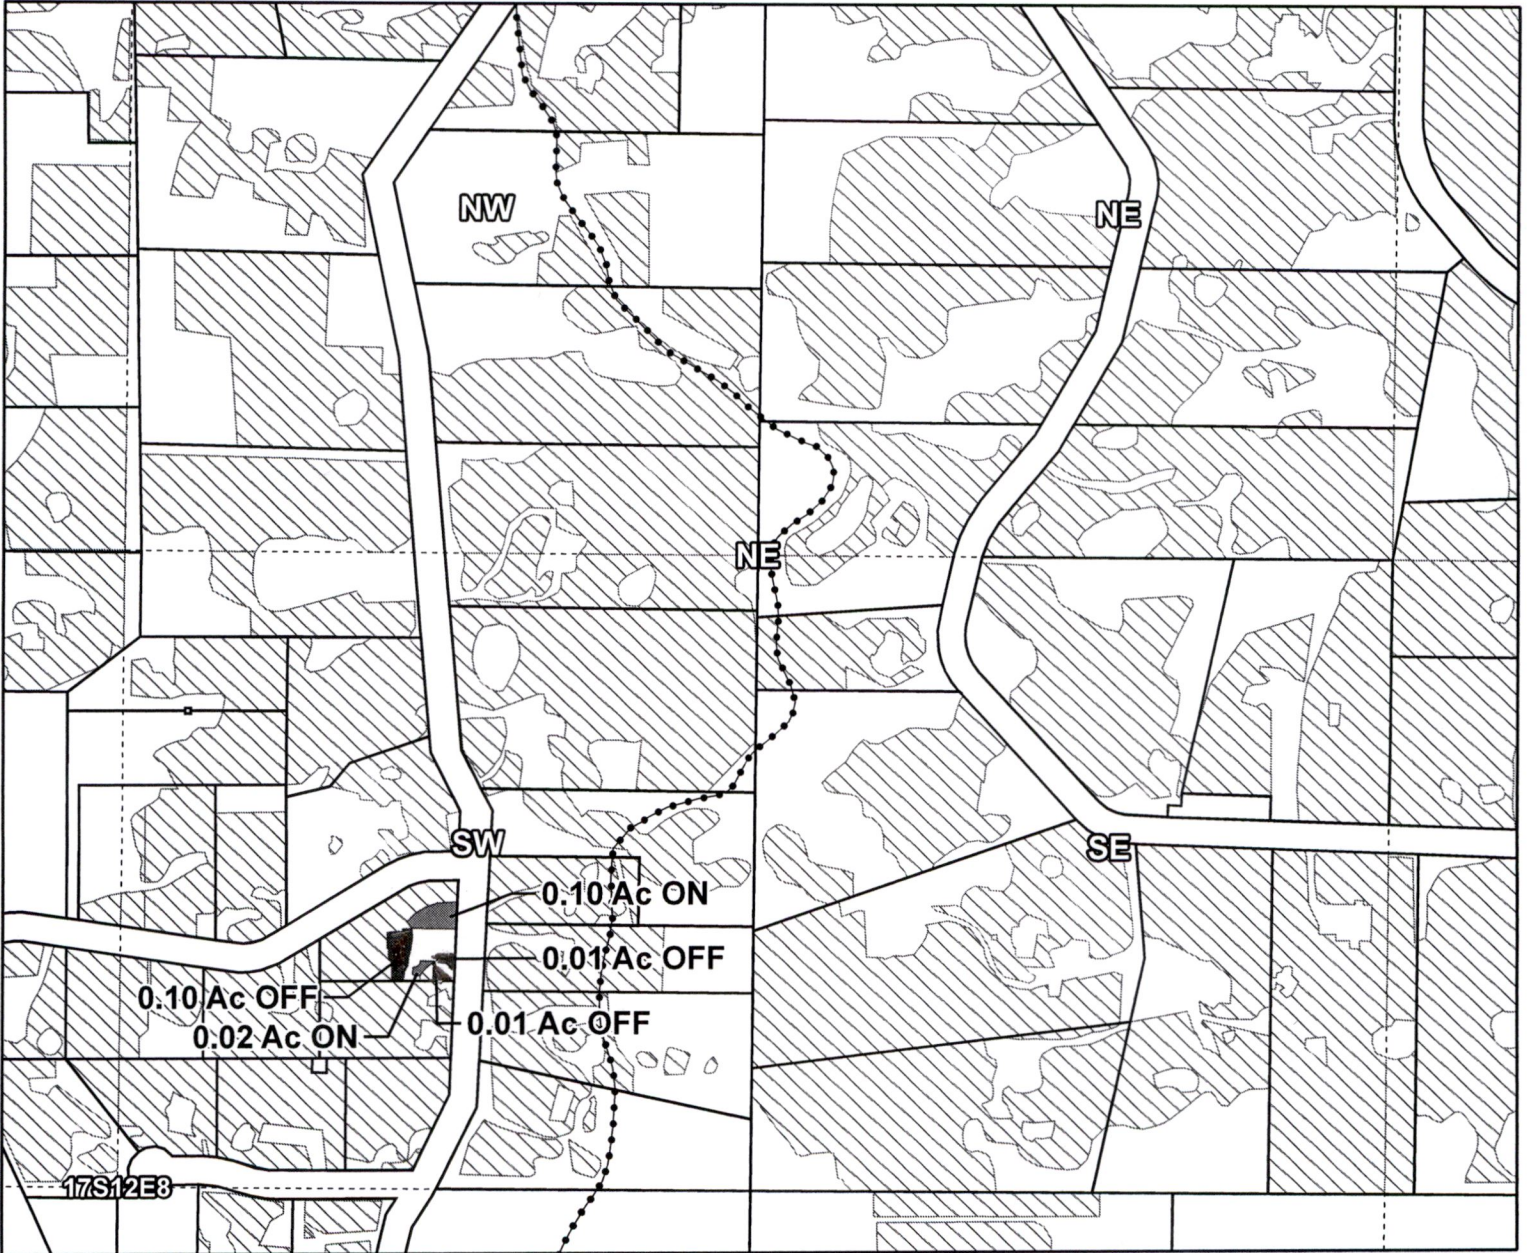 NW
NE
NE
SW
SE
0.10 Ac ON
0.01 Ac OFF
0.10 Ac OFF
0.01 Ac OFF
0.02 Ac ON
17S12E8